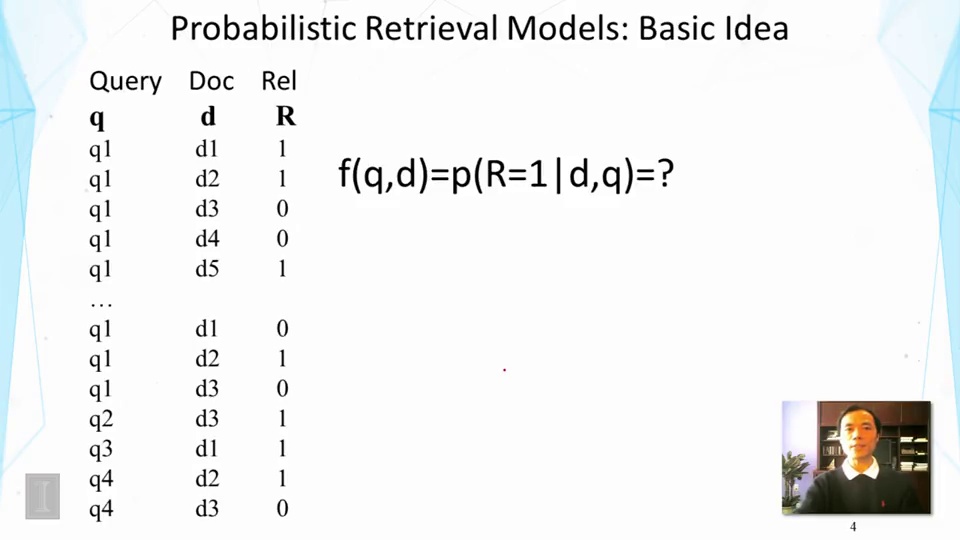 Probabilistic Retrieval Models: Basic Idea
Query Doc Rel
q d R
q1 d1 1
q1 d2 1
q1 d3 0
q1 d4 0
q1 d5 1
…
q1 d1 0
q1 d2 1
q1 d3 0
q2 d3 1
q3 d1 1
q4 d2 1
q4 d3 0
f(q,d)=p(R=1|d,q)=?
I
4